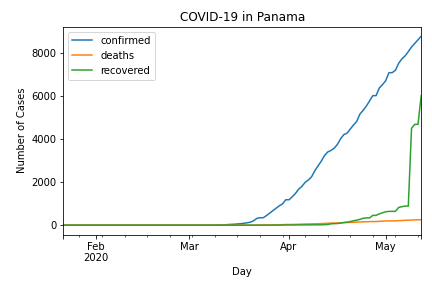 COVID-19 in Panama
confirmed
deaths
recovered
Number of Cases
8000
6000
4000
2000
0
Feb
2020
Mar
Apr
May
Day